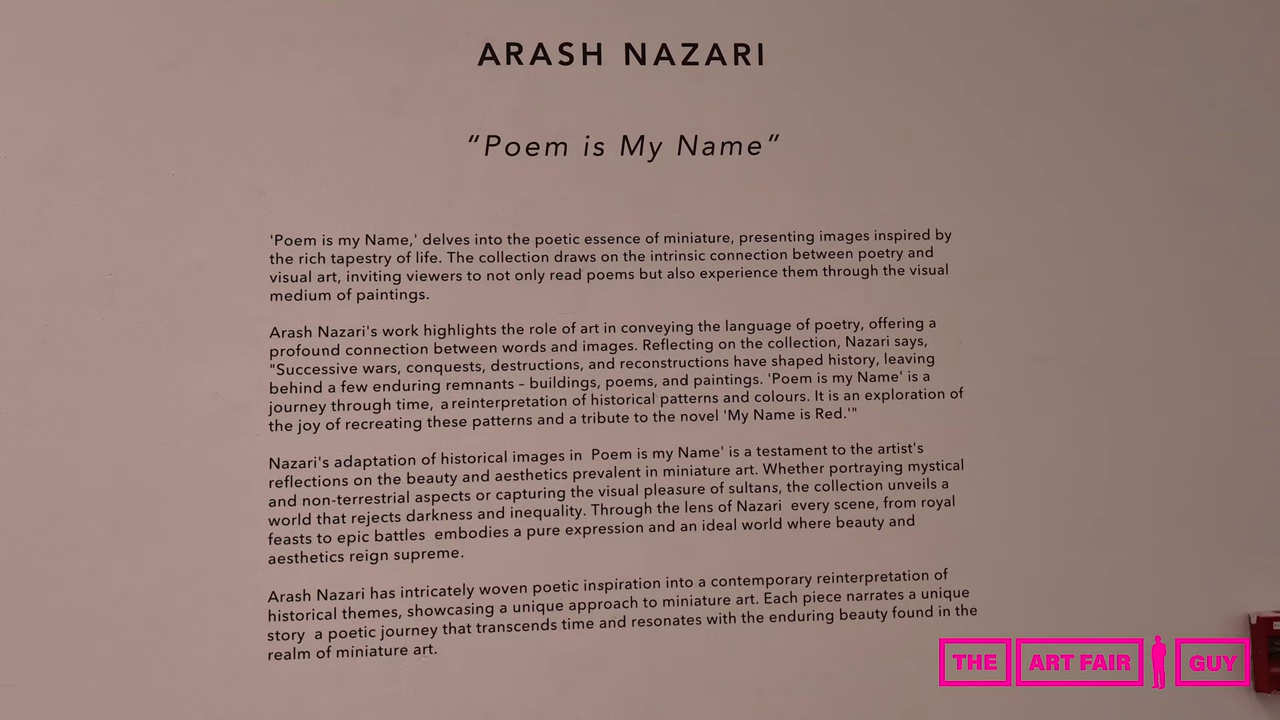 ARASH NAZARI
“Poem is My Name”
'Poem is my Name,' delves into the poetic essence of miniature, presenting images inspired by
the rich tapestry of life. The collection draws on the intrinsic connection between poetry and
visual art, inviting viewers to not only read poems but also experience them through the visual
medium of paintings.
Arash Nazari's work highlights the role of art in conveying the language of poetry, offering a
profound connection between words and images. Reflecting on the collection, Nazari says,
"Successive wars, conquests, destructions, and reconstructions have shaped history, leaving
behind a few enduring remnants – buildings, poems, and paintings. 'Poem is my Name' is a
journey through time, a reinterpretation of historical patterns and colours. It is an exploration of
the joy of recreating these patterns and a tribute to the novel 'My Name is Red.'"
Nazari's adaptation of historical images in Poem is my Name' is a testament to the artist's
reflections on the beauty and aesthetics prevalent in miniature art. Whether portraying mystical
and non-terrestrial aspects or capturing the visual pleasure of sultans, the collection unveils a
world that rejects darkness and inequality. Through the lens of Nazari every scene, from royal
feasts to epic battles embodies a pure expression and an ideal world where beauty and
aesthetics reign supreme.
Arash Nazari has intricately woven poetic inspiration into a contemporary reinterpretation of
historical themes, showcasing a unique approach to miniature art. Each piece narrates a unique
story a poetic journey that transcends time and resonates with the enduring beauty found in the
realm of miniature art.
THE ART FAIR GUY